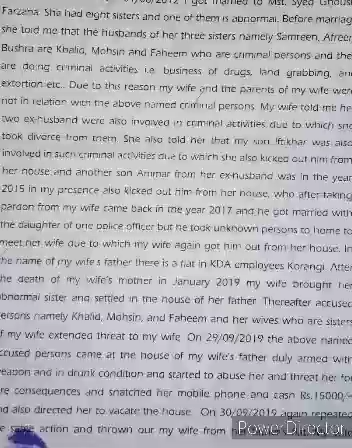 I got married to Mst. Syed Ghousi
Farzana. She had eight sisters and one of them is abnormal. Before marriag
she told me that the husbands of her three sisters namely Samreen, Afreen
Bushra are Khalid, Mohsin and Faheem who are criminal persons and the
are doing criminal activities i.e. business of drugs, land grabbing, an
extortion etc.. Due to this reason my wife and the parents of my wife were
not in relation with the above named criminal persons. My wife told me he
two ex-husband were also involved in criminal activities due to which she
took divorce from them. She also told her that my son Iftikhar was also
involved in such criminal activities due to which she also kicked out him from
her house and another son Ammar from her ex-husband was in the year
2015 in my presence also kicked out him from her house, who after taking
pardon from my wife came back in the year 2017 and he got married with
the daughter of one police officer but he took unknown persons to home to
meet her wife due to which my wife again got him out from her house. In
the name of my wife's father there is a flat in KDA employees Korangi. After
he death of my wife's mother in January 2019 my wife brought her
abnormal sister and settled in the house of her father. Thereafter accused
ersons namely Khalid, Mohsin, and Faheem and her wives who are sisters
f my wife extended threat to my wife. On 29/09/2019 the above named
ccused persons came at the house of my wife's father duly armed with
eapon and in drunk condition and started to abuse her and threat her for
re consequences and snatched her mobile phone and cash Rs.15000/-
nd also directed her to vacate the house. On 30/09/2019 again repeated
e same action and thrown our my wife from her
PowerDirector